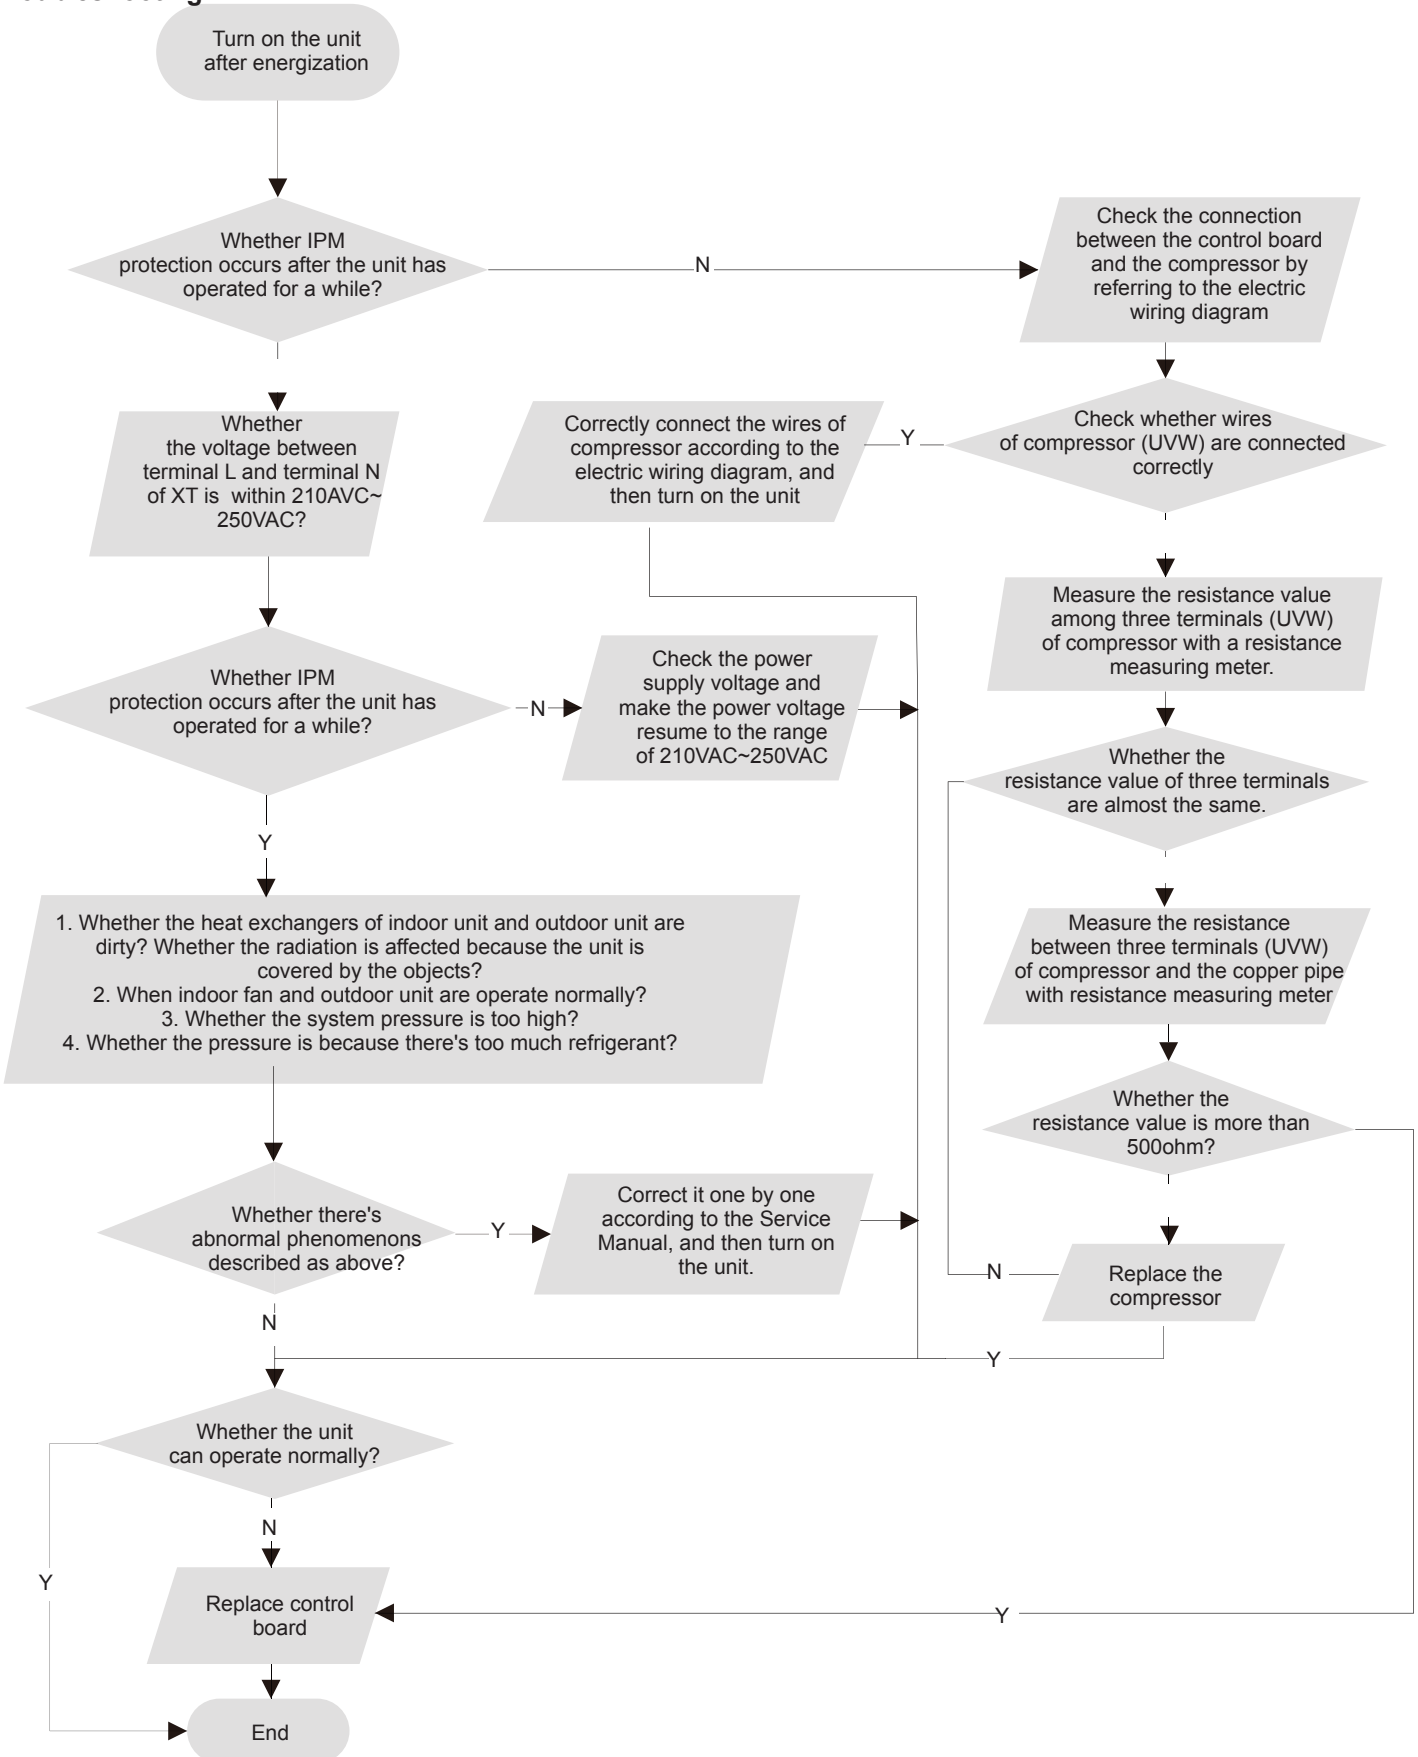 Turn on the unit
after energization
Whether IPM
protection occurs after the unit has
operated for a while?
N
Check the connection
between the control board
and the compressor by
referring to the electric
wiring diagram
Whether
the voltage between
terminal L and terminal N
of XT is within 210AVC~
250VAC?
Correctly connect the wires of
compressor according to the
electric wiring diagram, and
then turn on the unit
Y
Check whether wires
of compressor (UVW) are connected
correctly
Measure the resistance value
among three terminals (UVW)
of compressor with a resistance
measuring meter.
Whether IPM
protection occurs after the unit has
operated for a while?
N
Check the power
supply voltage and
make the power voltage
resume to the range
of 210VAC~250VAC
Whether the
resistance value of three terminals
are almost the same.
Y
1. Whether the heat exchangers of indoor unit and outdoor unit are
dirty? Whether the radiation is affected because the unit is
covered by the objects?
2. When indoor fan and outdoor unit are operate normally?
3. Whether the system pressure is too high?
4. Whether the pressure is because there's too much refrigerant?
Measure the resistance
between three terminals (UVW)
of compressor and the copper pipe
with resistance measuring meter
Whether the
resistance value is more than
500ohm?
Whether there's
abnormal phenomenons
described as above?
Y
Correct it one by one
according to the Service
Manual, and then turn on
the unit.
N
Replace the
compressor
N
Y
Whether the unit
can operate normally?
N
Y
Replace control
board
Y
End